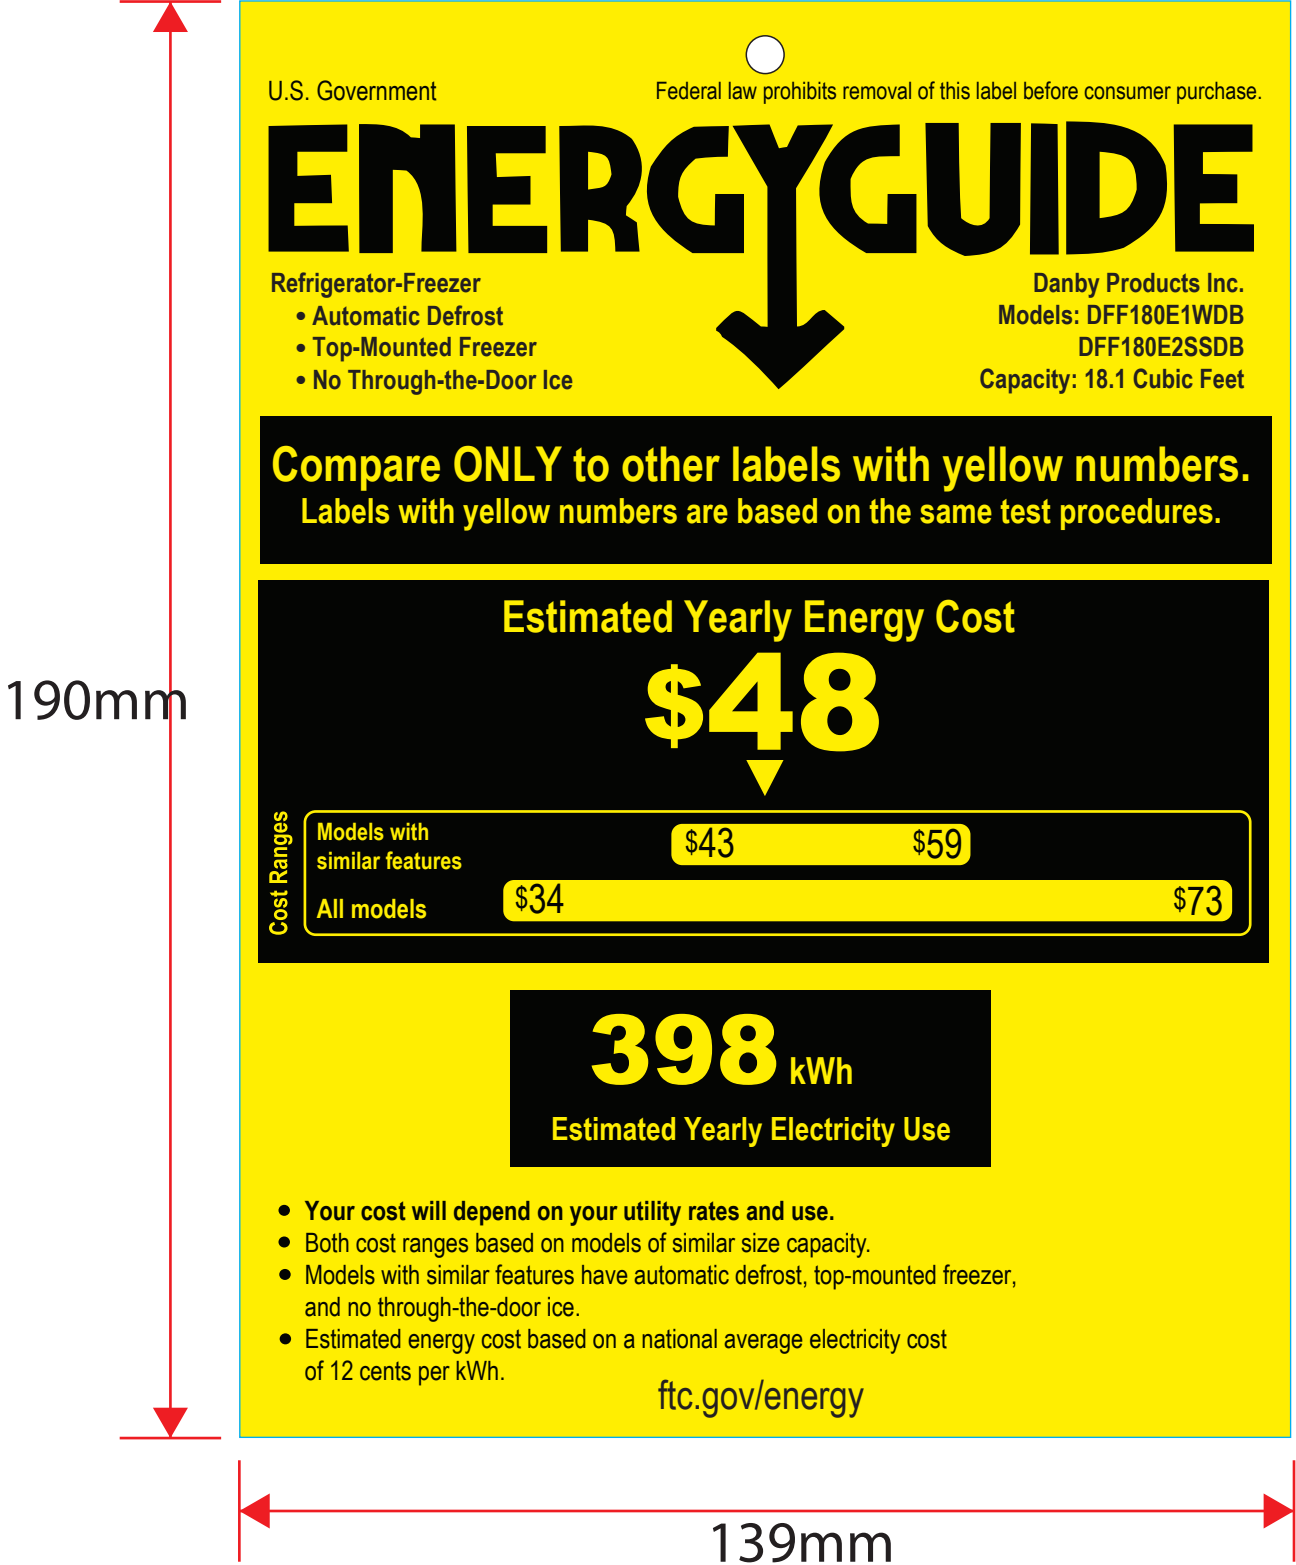 U.S. Government
Federal law prohibits removal of this label before consumer purchase.
ENERGYGUIDE
Refrigerator-Freezer
• Automatic Defrost
• Top-Mounted Freezer
• No Through-the-Door Ice
Danby Products Inc.
Models: DFF180E1WDB
DFF180E2SSDB
Capacity: 18.1 Cubic Feet
Compare ONLY to other labels with yellow numbers.
Labels with yellow numbers are based on the same test procedures.
Estimated Yearly Energy Cost
$48
Cost Ranges
Models with
similar features
$43 $59
All models
$34 $73
398 kWh
Estimated Yearly Electricity Use
• Your cost will depend on your utility rates and use.
• Both cost ranges based on models of similar size capacity.
• Models with similar features have automatic defrost, top-mounted freezer,
and no through-the-door ice.
• Estimated energy cost based on a national average electricity cost
of 12 cents per kWh.
ftc.gov/energy
190mm
139mm